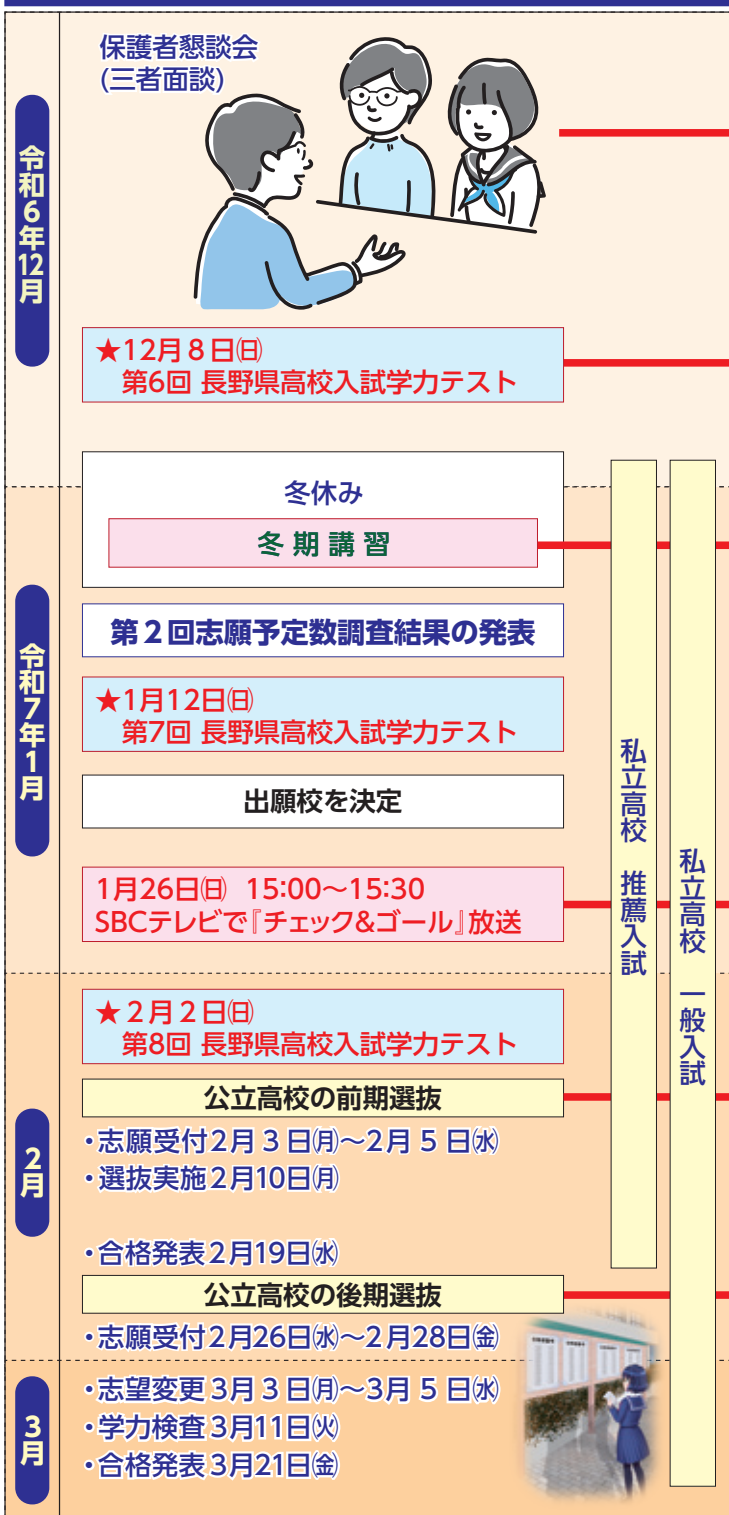 令和6年12月
保護者懇談会
(三者面談)
★12月8日㈰
第6回 長野県高校入試学力テスト
令和7年1月
冬休み
冬期講習
第2回志願予定数調査結果の発表
★1月12日㈰
第7回 長野県高校入試学力テスト
出願校を決定
1月26日㈰ 15:00〜15:30
SBCテレビで『チェック&ゴール』放送
私立高校 推薦入試
私立高校 一般入試
2月
★2月2日㈰
第8回 長野県高校入試学力テスト
公立高校の前期選抜
・志願受付2月3日㈪〜2月5日㈬
・選抜実施2月10日㈪
・合格発表2月19日㈬
公立高校の後期選抜
・志願受付2月26日㈬〜2月28日㈮
3月
・志望変更3月3日㈪〜3月5日㈬
・学力検査3月11日㈫
・合格発表3月21日㈮